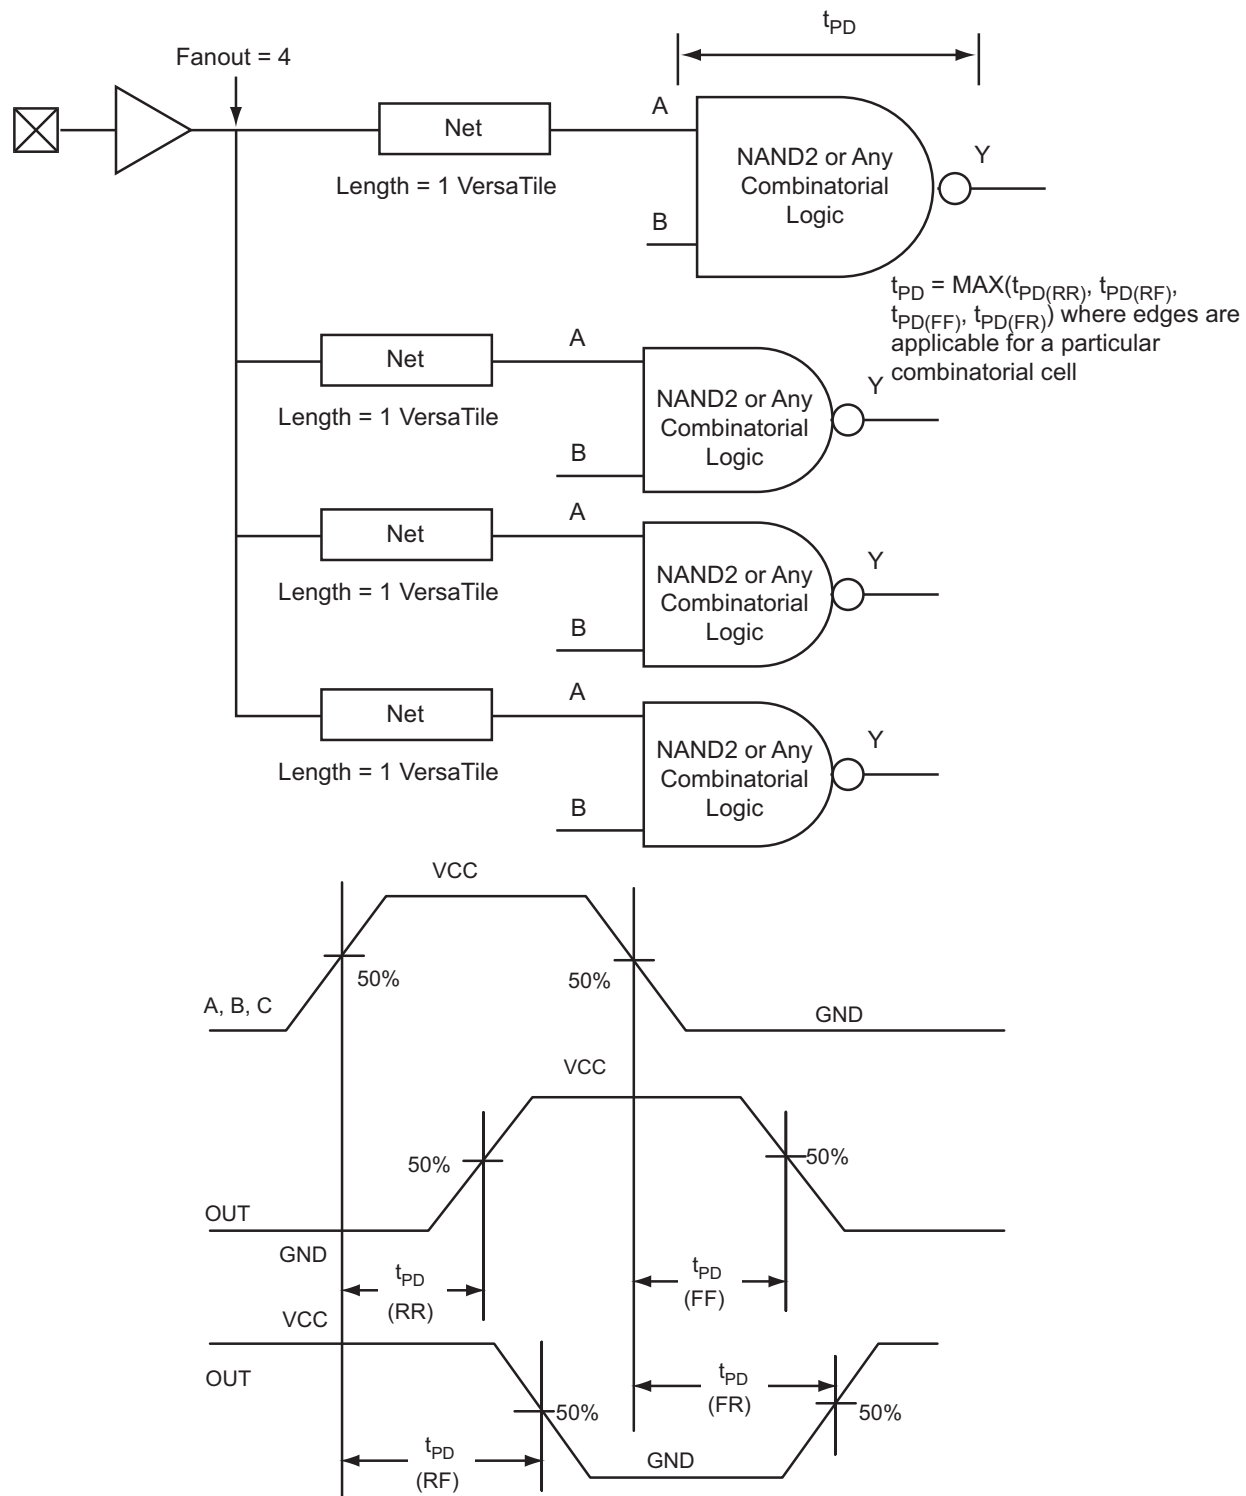 tPD
Fanout = 4
Net
Length = 1 VersaTile
A
B
NAND2 or Any
Combinatorial
Logic
Y
tPD = MAX(tPD(RR), tPD(RF),
tPD(FF), tPD(FR)) where edges are
applicable for a particular
combinatorial cell
Net
Length = 1 VersaTile
A
B
NAND2 or Any
Combinatorial
Logic
Y
Net
Length = 1 VersaTile
A
B
NAND2 or Any
Combinatorial
Logic
Y
Net
Length = 1 VersaTile
A
B
NAND2 or Any
Combinatorial
Logic
Y
VCC
50%
50%
A, B, C
GND
VCC
50%
50%
OUT
GND
tPD
(RR)
tPD
(FF)
VCC
OUT
tPD
(FR)
50%
50%
tPD
(RF)
GND